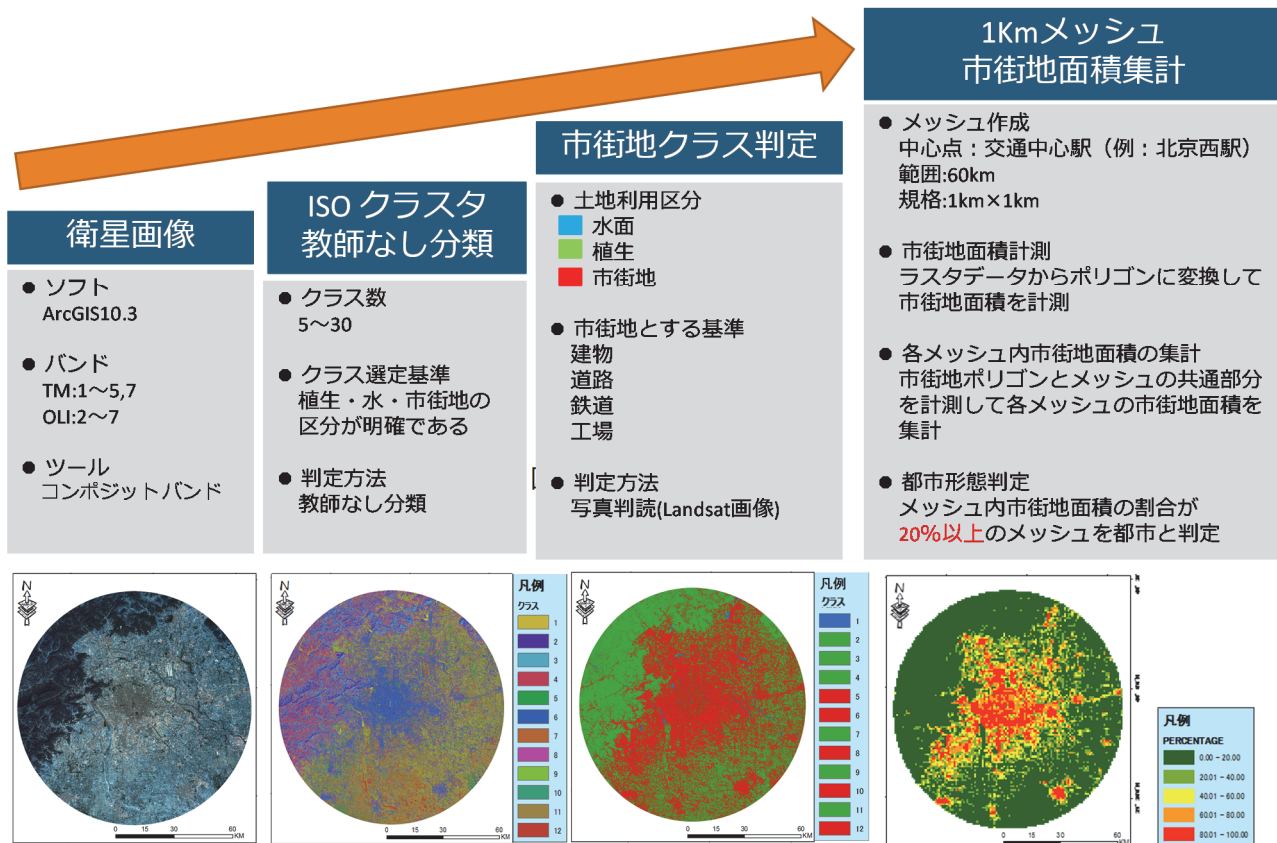 衛星画像
● ソフト
ArcGIS10.3
● バンド
TM:1～5,7
OLI:2～7
● ツール
コンポジットバンド
ISO クラスタ
教師なし分類
● クラス数
5～30
● クラス選定基準
植生・水・市街地の
区分が明確である
● 判定方法
教師なし分類
市街地クラス判定
● 土地利用区分
水面
植生
市街地
● 市街地とする基準
建物
道路
鉄道
工場
● 判定方法
写真判読(Landsat画像)
1Kmメッシュ
市街地面積集計
● メッシュ作成
中心点：交通中心駅（例：北京西駅）
範囲:60km
規格:1km×1km
● 市街地面積計測
ラスタデータからポリゴンに変換して
市街地面積を計測
● 各メッシュ内市街地面積の集計
市街地ポリゴンとメッシュの共通部分
を計測して各メッシュの市街地面積を
集計
● 都市形態判定
メッシュ内市街地面積の割合が
20%以上のメッシュを都市と判定
N
0 15 30 60
KM
N
0 15 30 60
KM
凡例
クラス
1
2
3
4
5
6
7
8
9
10
11
12
N
0 15 30 60
KM
凡例
クラス
1
2
3
4
5
6
7
8
9
10
11
12
N
0 15 30 60
KM
凡例
PERCENTAGE
0.00 - 20.00
20.01 - 40.00
40.01 - 60.00
60.01 - 80.00
80.01 - 100.00